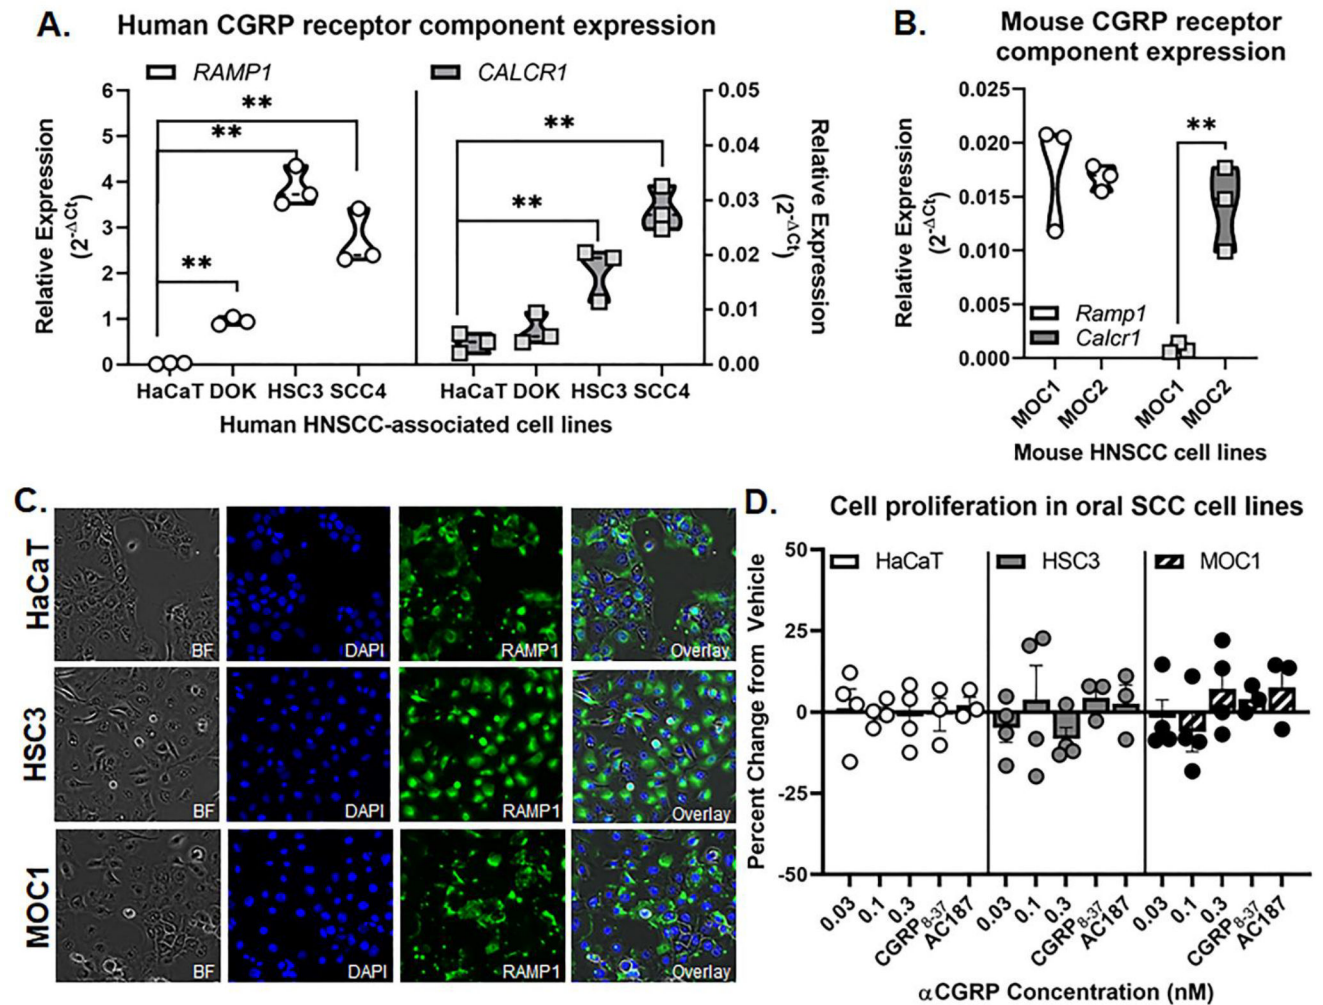 A.
Human CGRP receptor component expression
RAMP1
CALCR1
Relative Expression
(2^-ΔCt)
6
5
4
3
2
1
0
**
**
**
**
**
0.05
0.04
0.03
0.02
0.01
0.00
Relative Expression
(2^-ΔCt)
HaCaT DOK HSC3 SCC4
HaCaT DOK HSC3 SCC4
Human HNSCC-associated cell lines
B.
Mouse CGRP receptor
component expression
Relative Expression
(2^-ΔCt)
0.025
0.020
0.015
0.010
0.005
0.000
**
Ramp1
Calcr1
MOC1
MOC2
MOC1
MOC2
Mouse HNSCC cell lines
C.
HaCaT
BF
DAPI
RAMP1
Overlay
HSC3
BF
DAPI
RAMP1
Overlay
MOC1
BF
DAPI
RAMP1
Overlay
D.
Cell proliferation in oral SCC cell lines
HaCaT
HSC3
MOC1
Percent Change from Vehicle
50
25
0
-25
-50
0.03
0.1
0.3
CGRP8-37
AC187
0.03
0.1
0.3
CGRP8-37
AC187
0.03
0.1
0.3
CGRP8-37
AC187
αCGRP Concentration (nM)